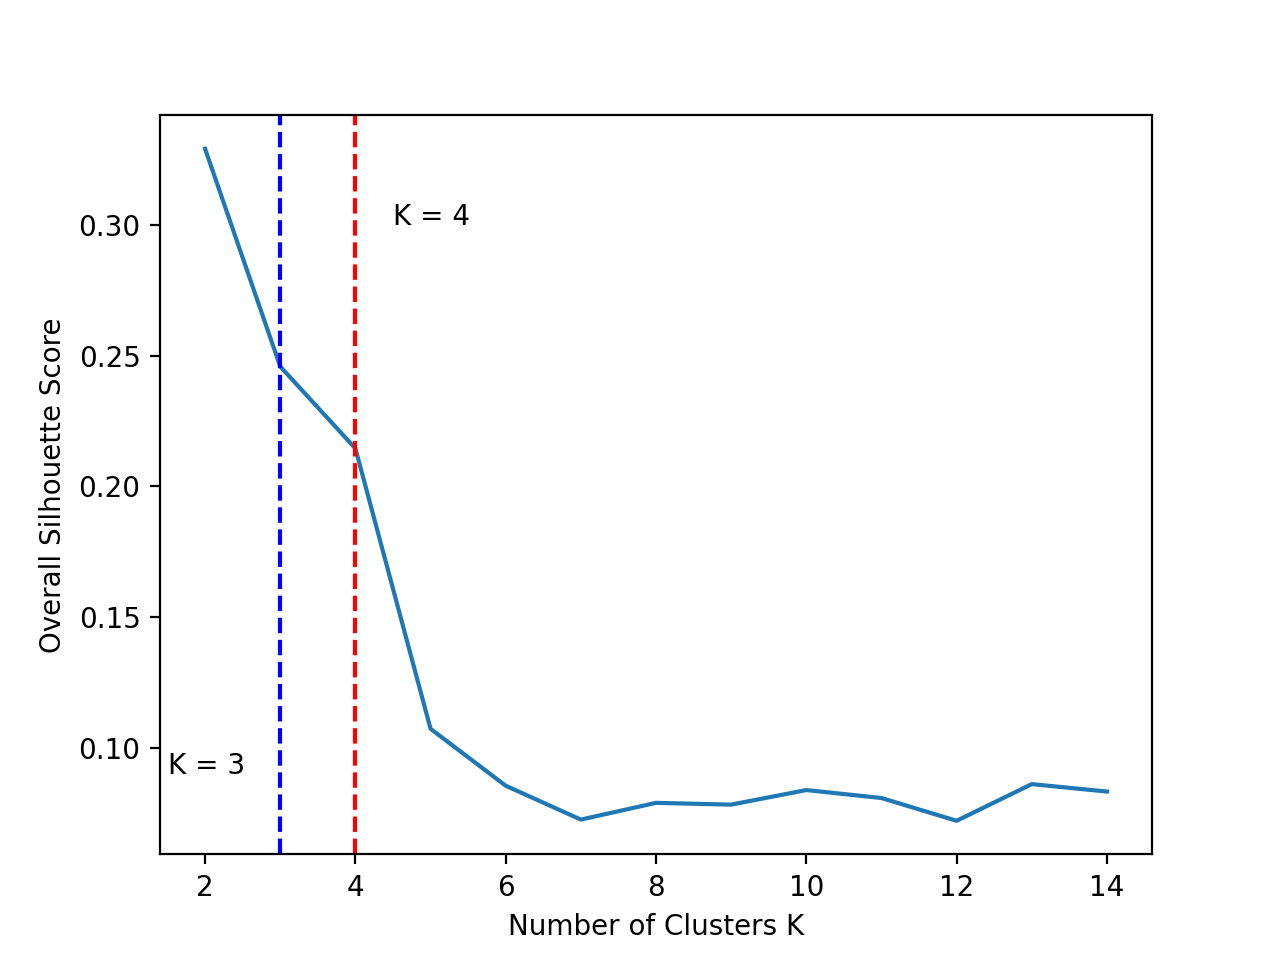 K = 4
K = 3
0.30
0.25
0.20
0.15
0.10
Overall Silhouette Score
2 4 6 8 10 12 14
Number of Clusters K